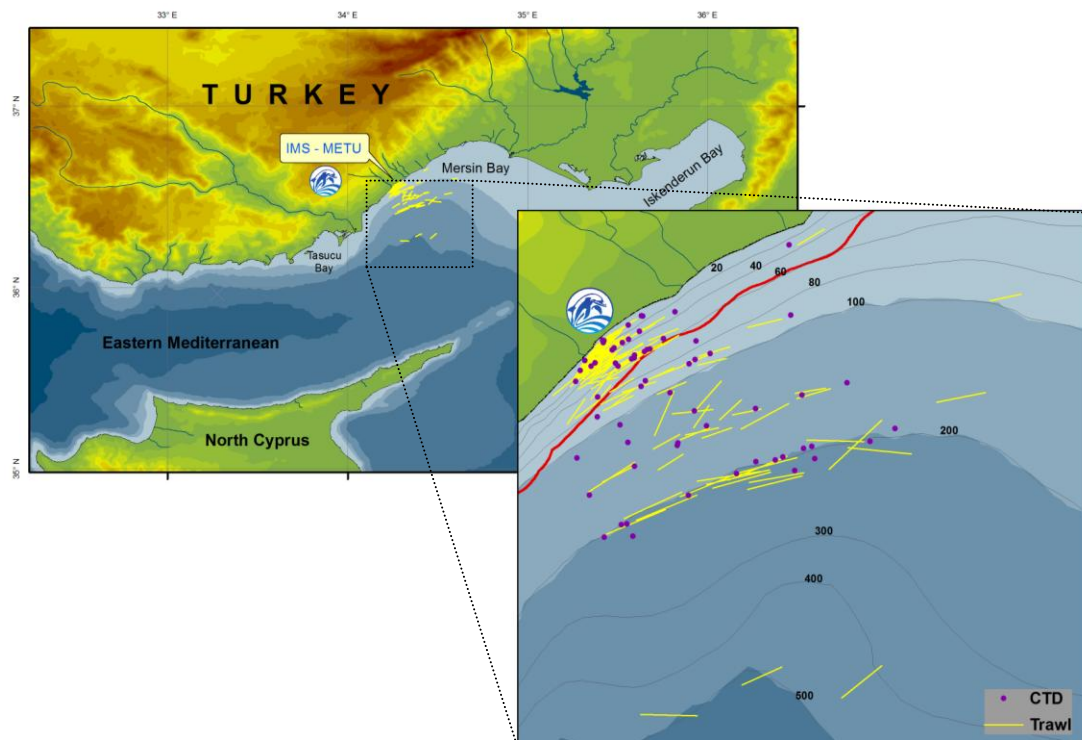 33° E
34° E
35° E
36° E
37° N
36° N
35° N
TURKEY
IMS - METU
Mersin Bay
Iskenderun Bay
Tasucu
Bay
Eastern Mediterranean
North Cyprus
20
40
60
80
100
200
300
400
500
CTD
Trawl